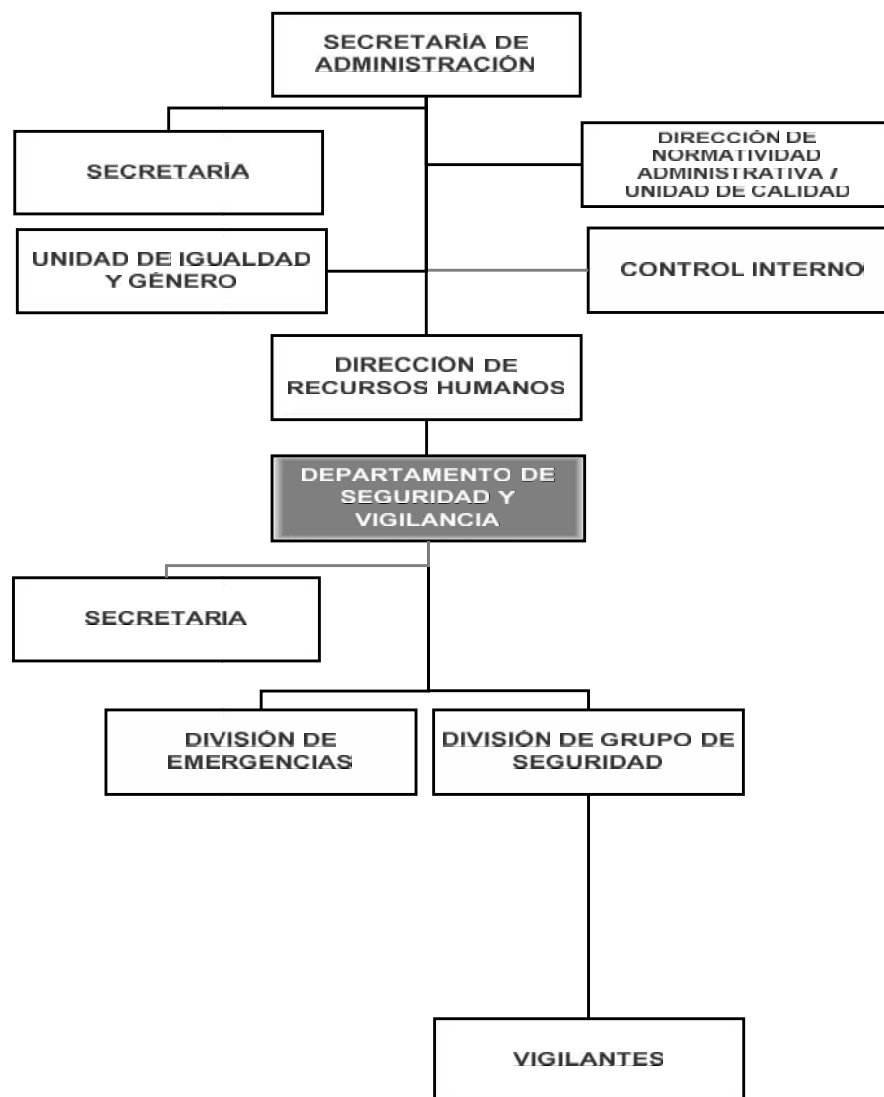 SECRETARÍA DE
ADMINISTRACIÓN
SECRETARÍA
DIRECCIÓN DE
NORMATIVIDAD
ADMINISTRATIVA /
UNIDAD DE CALIDAD
UNIDAD DE IGUALDAD
Y GÉNERO
CONTROL INTERNO
DIRECCIÓN DE
RECURSOS HUMANOS
DEPARTAMENTO DE
SEGURIDAD Y
VIGILANCIA
SECRETARIA
DIVISIÓN DE
EMERGENCIAS
DIVISIÓN DE GRUPO DE
SEGURIDAD
VIGILANTES